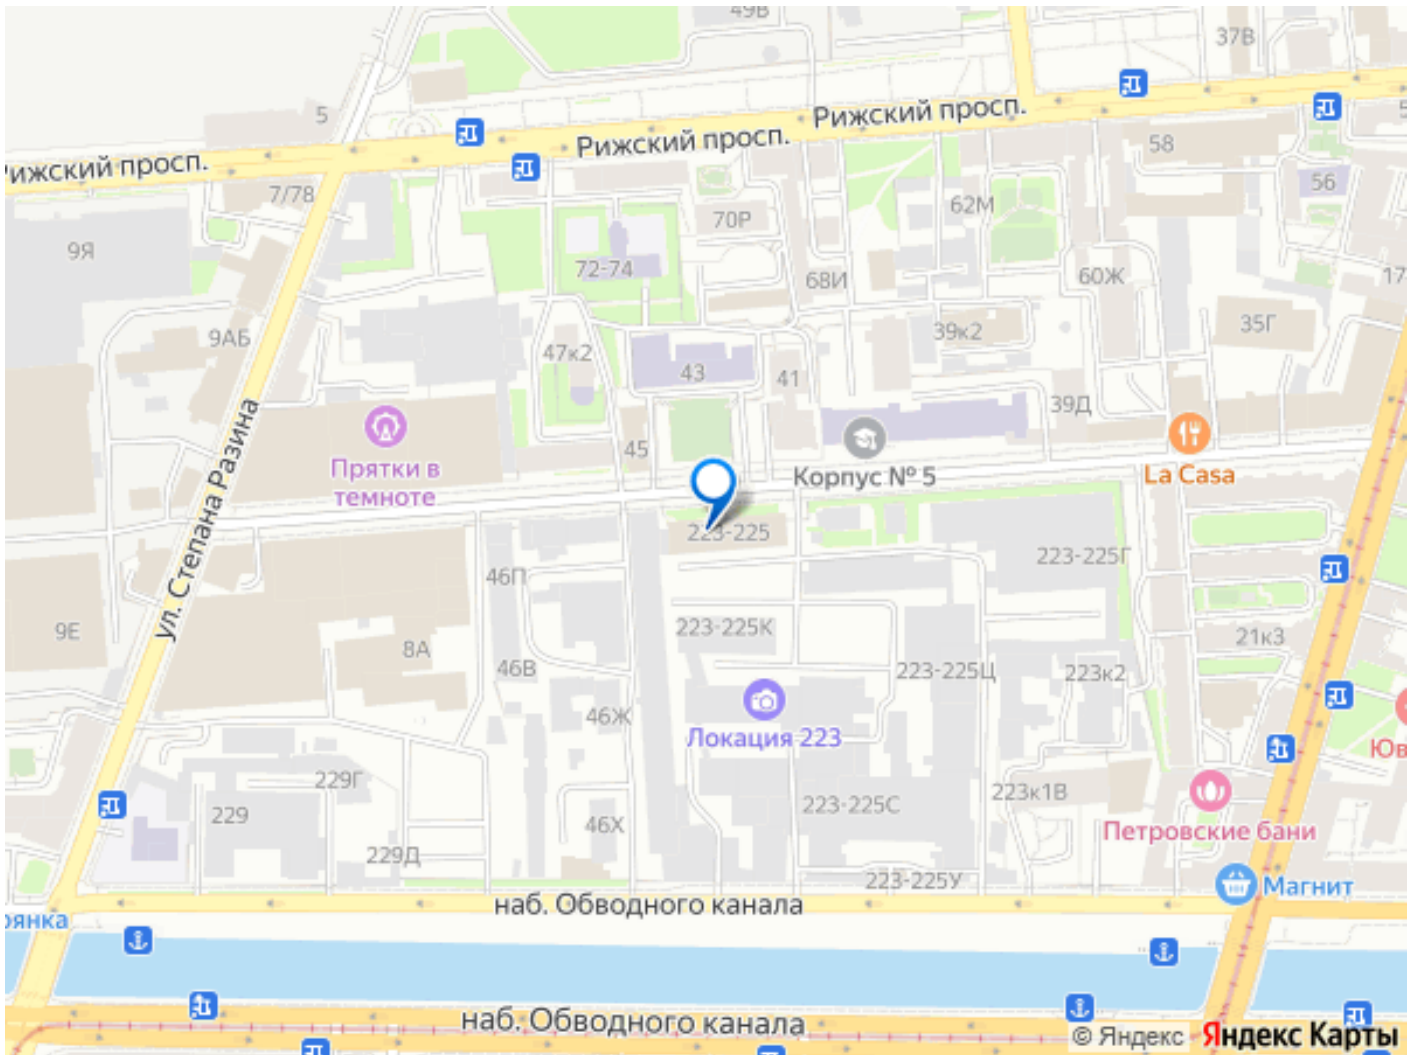 49В
37В
5
Рижский просп.
Рижский просп.
ижский просп.
58
7/78
56
62М
70Р
9Я
72-74
68И
60Ж
17
9АБ
39к2
35Г
47к2
43
41
39Д
ул. Степана Разина
45
Прятки в
темноте
Корпус № 5
La Casa
223-225
46П
223-225Г
9Е
223-225К
21к3
8А
46В
223-225Ц
223к2
46Ж
Локация 223
Юв
229Г
229
223к1В
223-225С
46Х
Петровские бани
229Д
223-225У
Магнит
наб. Обводного канала
рянка
наб. Обводного канала
© Яндекс Яндекс Карты